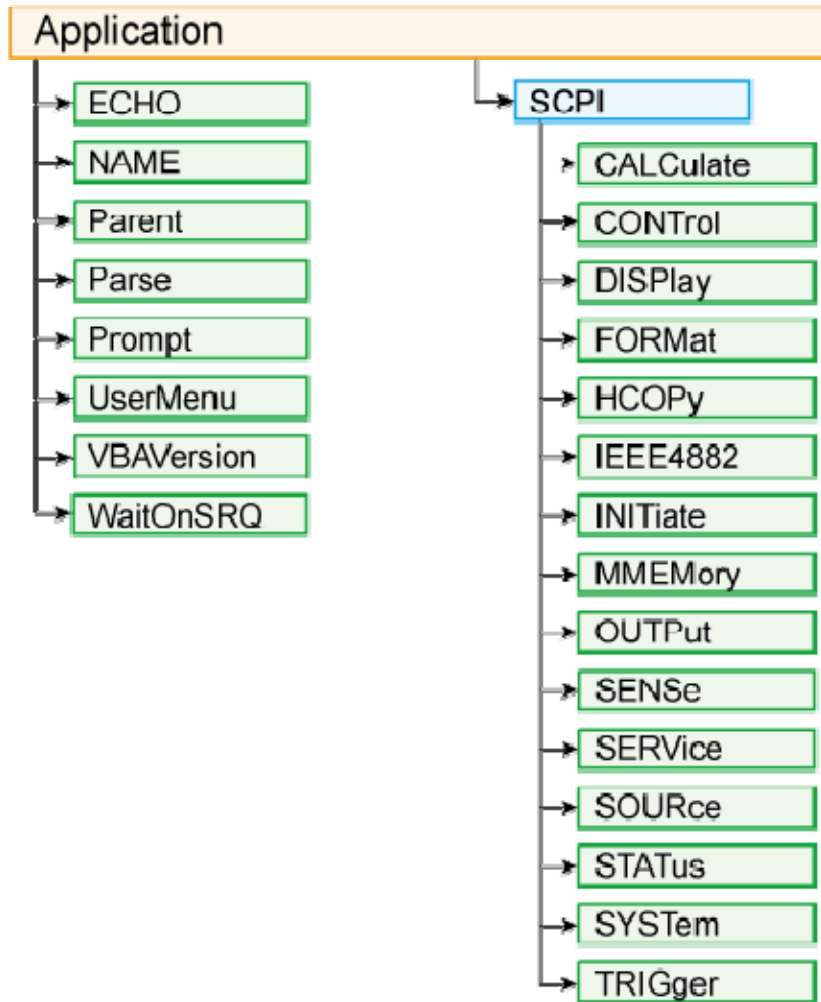 Application
ECHO
NAME
Parent
Parse
Prompt
UserMenu
VBAVersion
WaitOnSRQ
SCPI
CALCulate
CONTrol
DISPlay
FORMat
HCOPy
IEEE4882
INITiate
MMEMory
OUTPut
SENSe
SERVice
SOURce
STATus
SYSTem
TRIGger